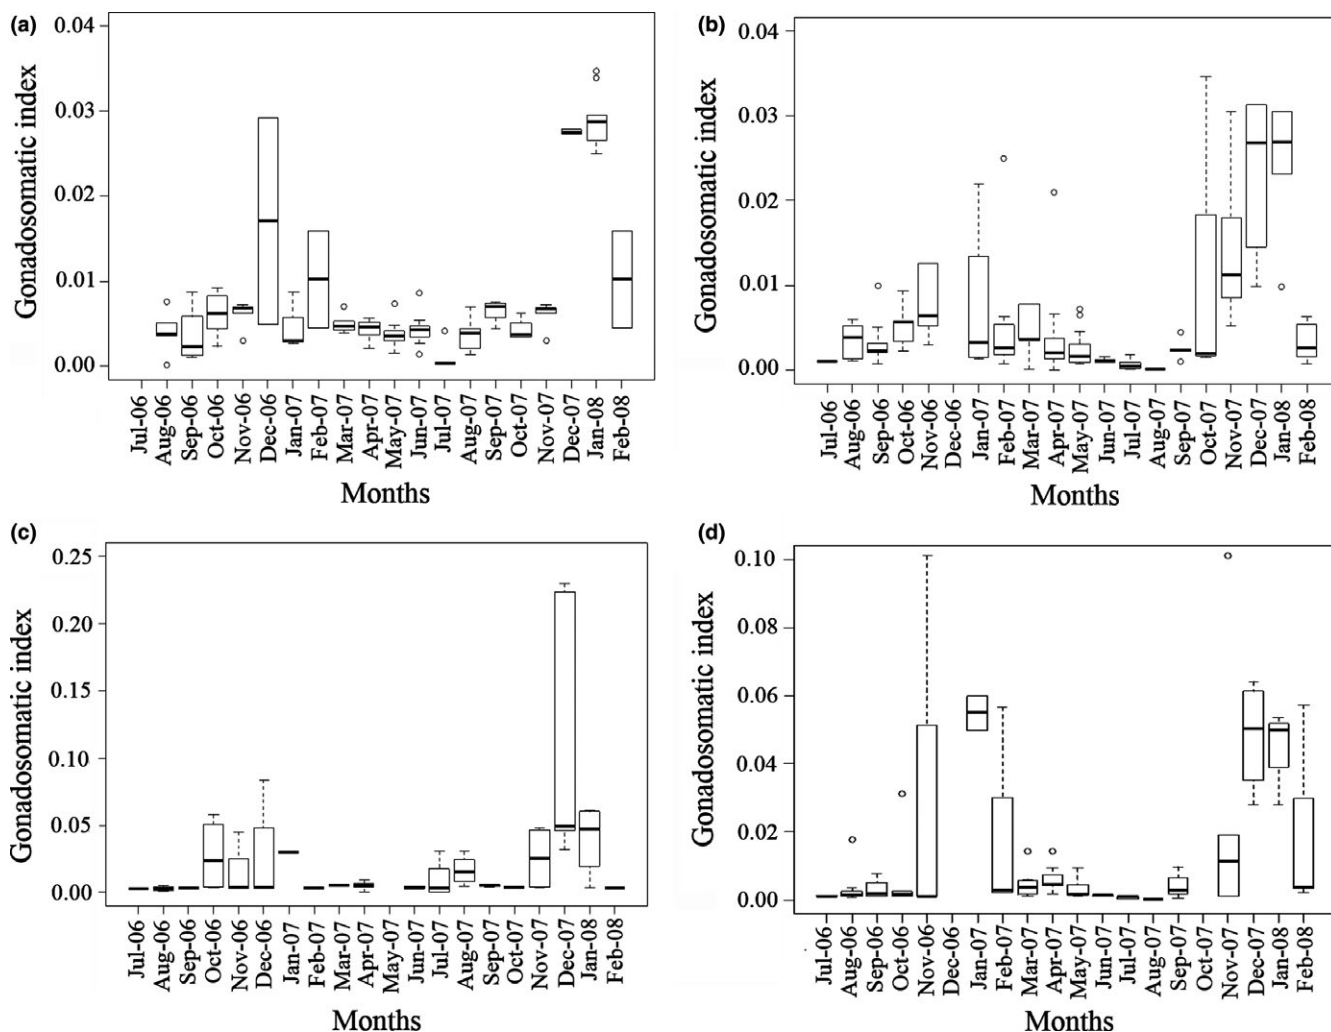 (a)
Gonadosomatic index
0.04
0.03
0.02
0.01
0.00
Jul-06
Aug-06
Sep-06
Oct-06
Nov-06
Dec-06
Jan-07
Feb-07
Mar-07
Apr-07
May-07
Jun-07
Jul-07
Aug-07
Sep-07
Oct-07
Nov-07
Dec-07
Jan-08
Feb-08
Months
(b)
Gonadosomatic index
0.04
0.03
0.02
0.01
0.00
Jul-06
Aug-06
Sep-06
Oct-06
Nov-06
Dec-06
Jan-07
Feb-07
Mar-07
Apr-07
May-07
Jun-07
Jul-07
Aug-07
Sep-07
Oct-07
Nov-07
Dec-07
Jan-08
Feb-08
Months
(c)
Gonadosomatic index
0.25
0.20
0.15
0.10
0.05
0.00
Jul-06
Aug-06
Sep-06
Oct-06
Nov-06
Dec-06
Jan-07
Feb-07
Mar-07
Apr-07
May-07
Jun-07
Jul-07
Aug-07
Sep-07
Oct-07
Nov-07
Dec-07
Jan-08
Feb-08
Months
(d)
Gonadosomatic index
0.10
0.08
0.06
0.04
0.02
0.00
Jul-06
Aug-06
Sep-06
Oct-06
Nov-06
Dec-06
Jan-07
Feb-07
Mar-07
Apr-07
May-07
Jun-07
Jul-07
Aug-07
Sep-07
Oct-07
Nov-07
Dec-07
Jan-08
Feb-08
Months